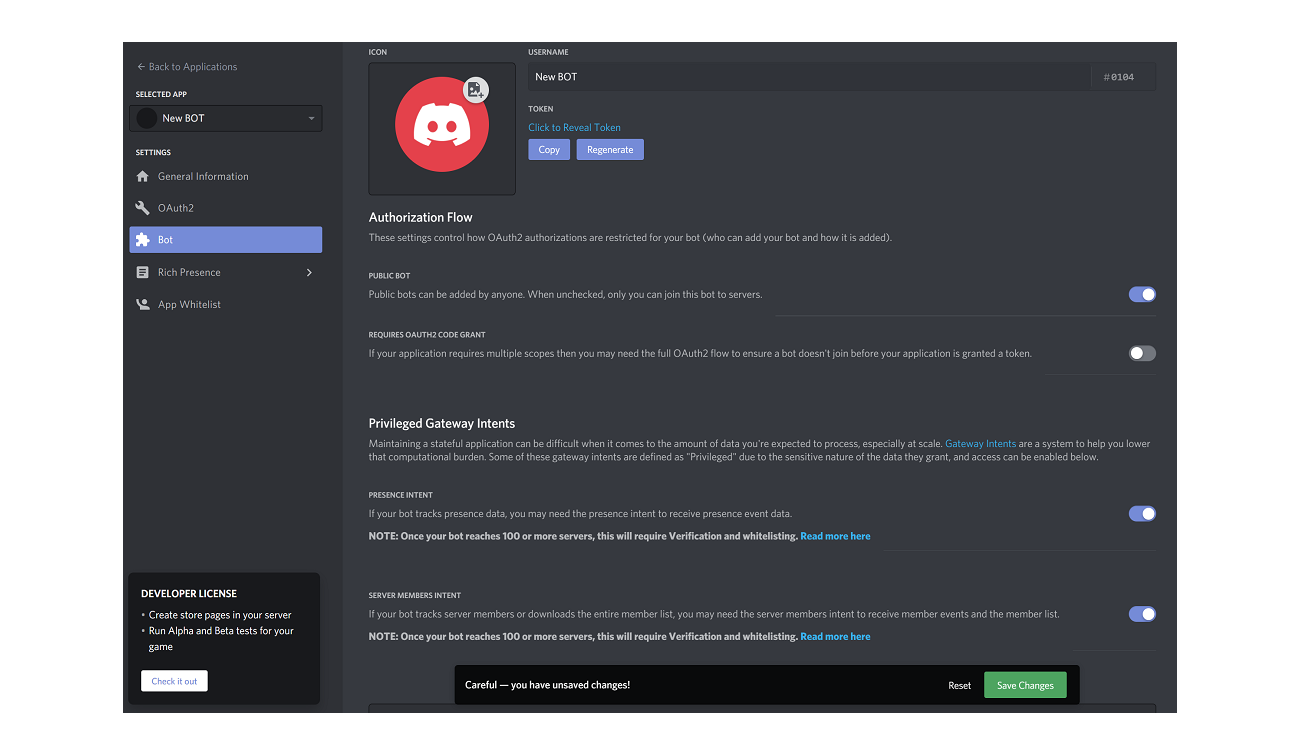 Back to Applications
SELECTED APP
New BOT
SETTINGS
General Information
OAuth2
Bot
Rich Presence
App Whitelist
DEVELOPER LICENSE
• Create store pages in your server
• Run Alpha and Beta tests for your
game
Check it out
ICON
USERNAME
New BOT
#0104
TOKEN
Click to Reveal Token
Copy
Regenerate
Authorization Flow
These settings control how OAuth2 authorizations are restricted for your bot (who can add your bot and how it is added).
PUBLIC BOT
Public bots can be added by anyone. When unchecked, only you can join this bot to servers.
REQUIRES OAUTH2 CODE GRANT
If your application requires multiple scopes then you may need the full OAuth2 flow to ensure a bot doesn't join before your application is granted a token.
Privileged Gateway Intents
Maintaining a stateful application can be difficult when it comes to the amount of data you're expected to process, especially at scale. Gateway Intents are a system to help you lower
that computational burden. Some of these gateway intents are defined as "Privileged" due to the sensitive nature of the data they grant, and access can be enabled below.
PRESENCE INTENT
If your bot tracks presence data, you may need the presence intent to receive presence event data.
NOTE: Once your bot reaches 100 or more servers, this will require Verification and whitelisting. Read more here
SERVER MEMBERS INTENT
If your bot tracks server members or downloads the entire member list, you may need the server members intent to receive member events and the member list.
NOTE: Once your bot reaches 100 or more servers, this will require Verification and whitelisting. Read more here
Careful — you have unsaved changes!
Reset
Save Changes